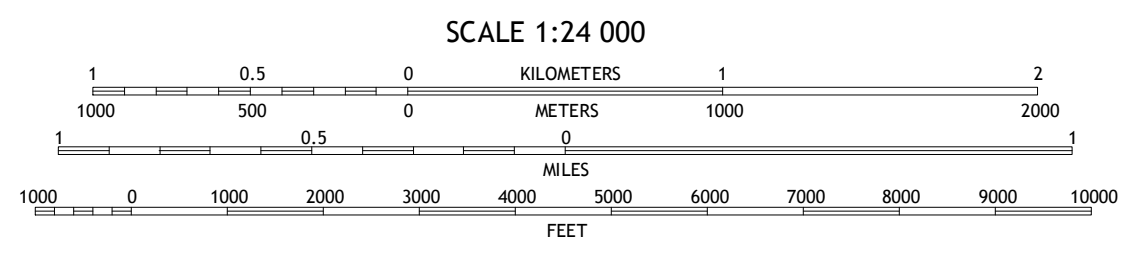 SCALE 1:24 000
1 0.5 0 KILOMETERS 1 2
1000 500 0 METERS 1000 2000
1 0.5 0 1
MILES
1000 0 1000 2000 3000 4000 5000 6000 7000 8000 9000 10000
FEET